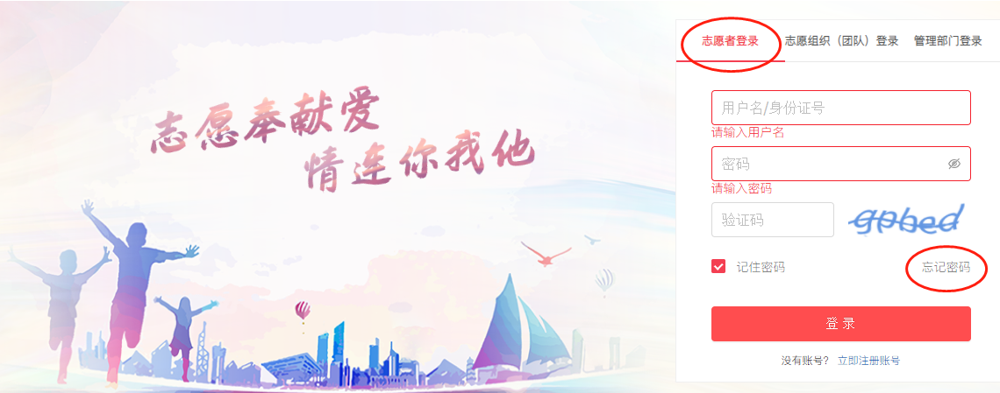 志愿奉献爱
情连你我他
志愿者登录 志愿组织（团队）登录 管理部门登录
用户名/身份证号
请输入用户名
密码
请输入密码
验证码 gpbed
记住密码 忘记密码
登 录
没有账号? 立即注册账号